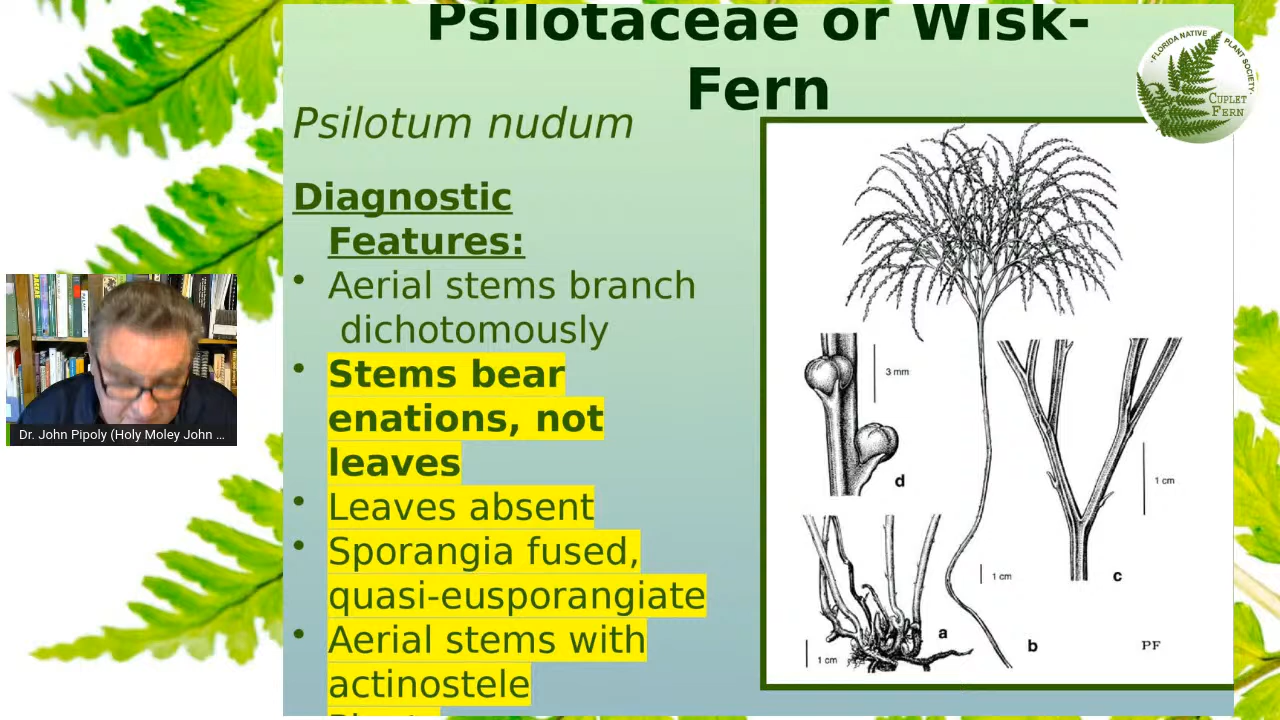 Psilotaceae or Wisk-
Fern
FLORIDA NATIVE PLANT SOCIETY
CUPLET
FERN
Psilotum nudum
Diagnostic
Features:
• Aerial stems branch
dichotomously
• Stems bear
enations, not
leaves
• Leaves absent
• Sporangia fused,
quasi-eusporangiate
• Aerial stems with
actinostele
3 mm
d
1 cm
c
1 cm
a
1 cm
b
PF
Dr. John Pipoly (Holy Moley John ...